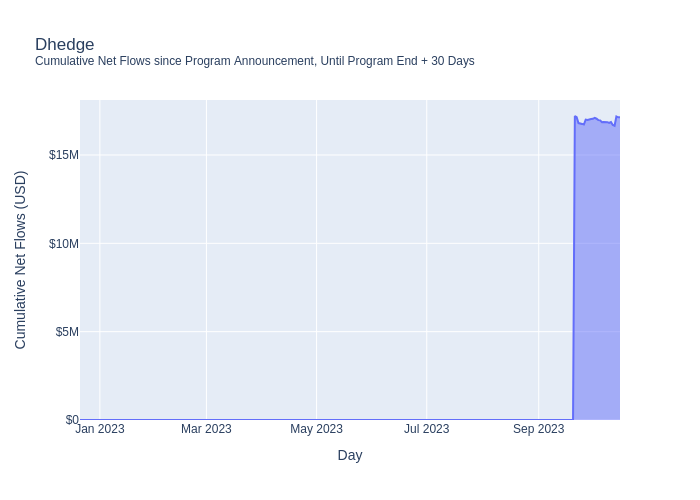 Dhedge
Cumulative Net Flows since Program Announcement, Until Program End + 30 Days
Cumulative Net Flows (USD)
$15M
$10M
$5M
$0
Jan 2023
Mar 2023
May 2023
Jul 2023
Sep 2023
Day